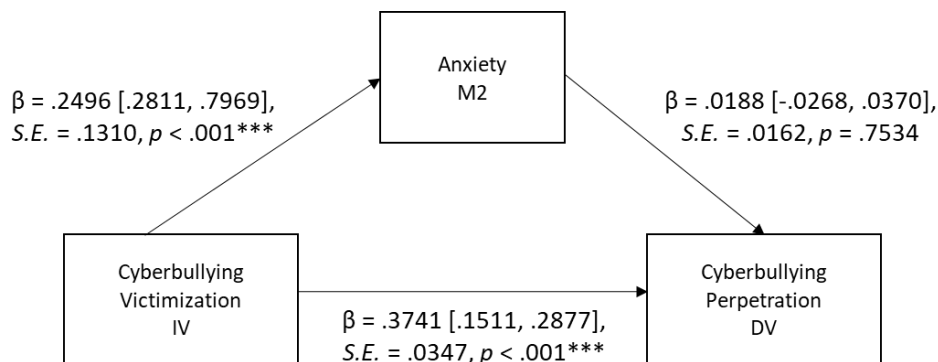 Anxiety
M2
β = .2496 [.2811, .7969],
S.E. = .1310, p < .001***
β = .0188 [-.0268, .0370],
S.E. = .0162, p = .7534
Cyberbullying
Victimization
IV
Cyberbullying
Perpetration
DV
β = .3741 [.1511, .2877],
S.E. = .0347, p < .001***